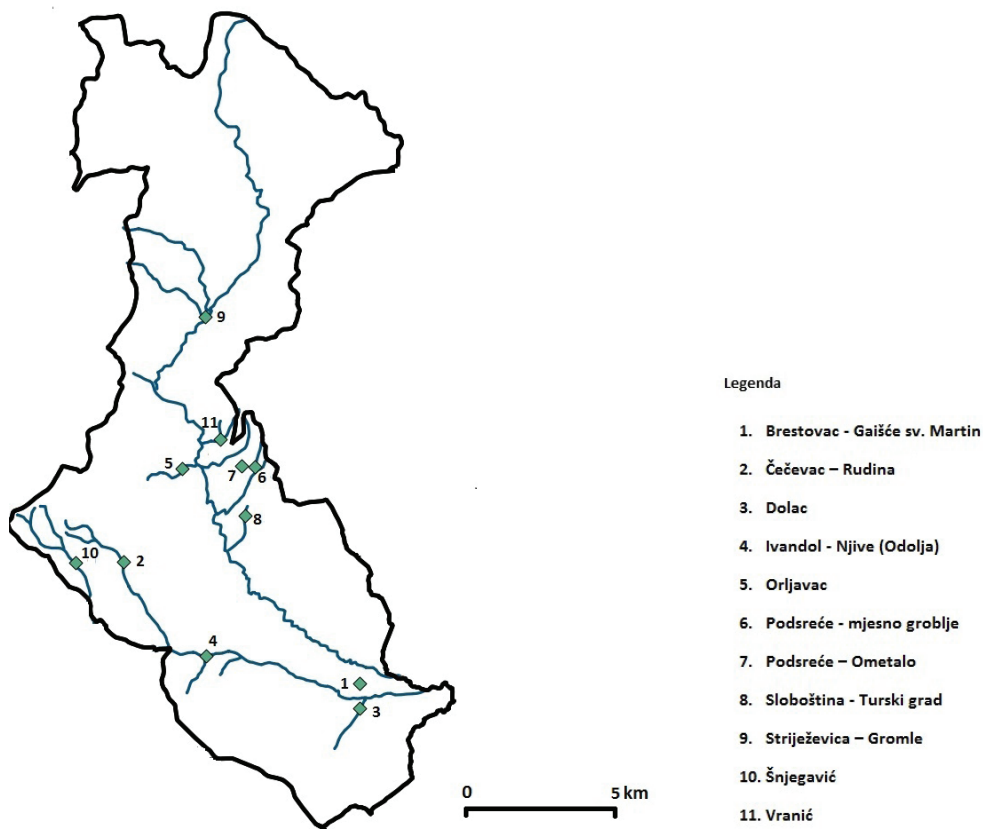 9
11
5
7
6
8
10
2
4
1
3
0
5 km
Legenda
1. Brestovac - Gaišće sv. Martin
2. Čečevac – Rudina
3. Dolac
4. Ivandol - Njive (Odolja)
5. Orljavac
6. Podsreće - mjesno groblje
7. Podsreće – Ometalo
8. Sloboština - Turski grad
9. Striježevica – Gromle
10. Šnjegavić
11. Vranić